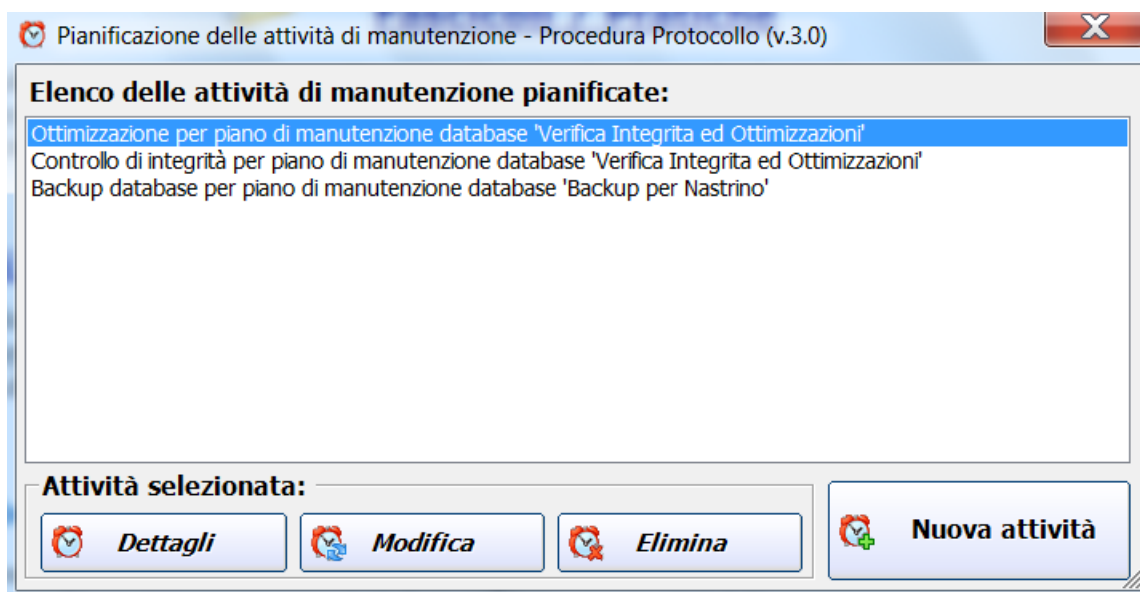 Pianificazione delle attività di manutenzione - Procedura Protocollo (v.3.0)
Elenco delle attività di manutenzione pianificate:
Ottimizzazione per piano di manutenzione database 'Verifica Integrita ed Ottimizzazioni'
Controllo di integrità per piano di manutenzione database 'Verifica Integrita ed Ottimizzazioni'
Backup database per piano di manutenzione database 'Backup per Nastrino'
Attività selezionata:
Dettagli
Modifica
Elimina
Nuova attività